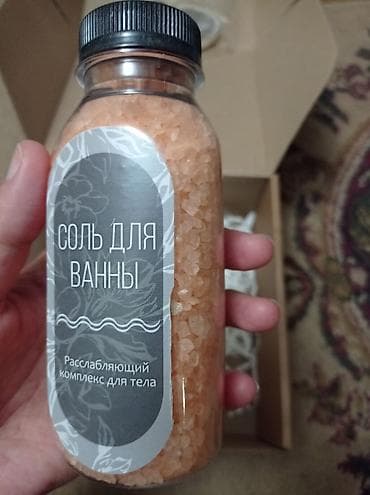 СОЛЬ ДЛЯ
ВАННЫ
Расслабляющий
комплекс для тела